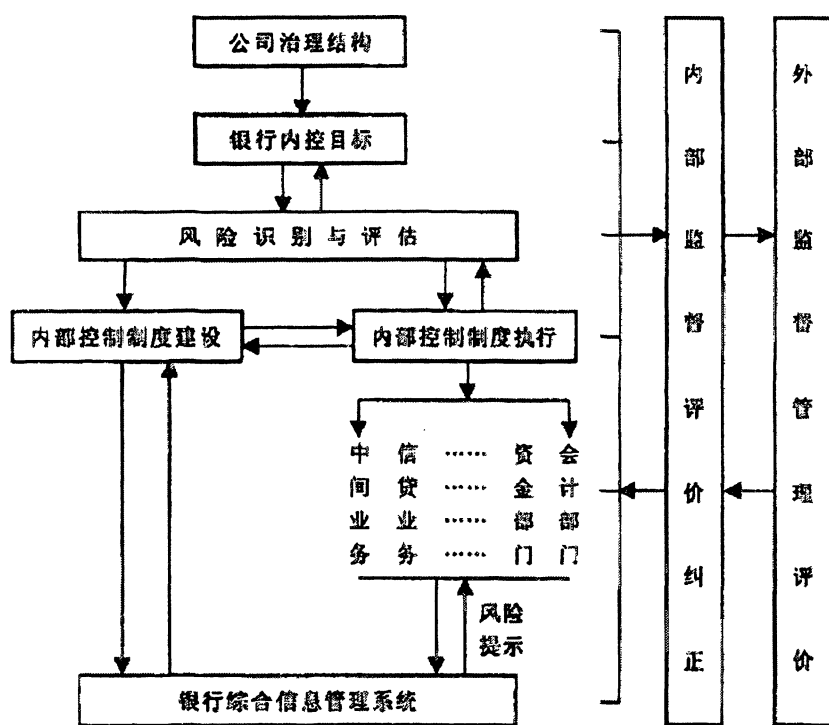 公司治理结构
银行内控目标
风险识别与评估
内部控制制度建设
内部控制制度执行
中间业务
信贷业务
……
……
……
……
资金部门
会计部门
风险
提示
银行综合信息管理系统
内部监督评价纠正
外部监督管理评价